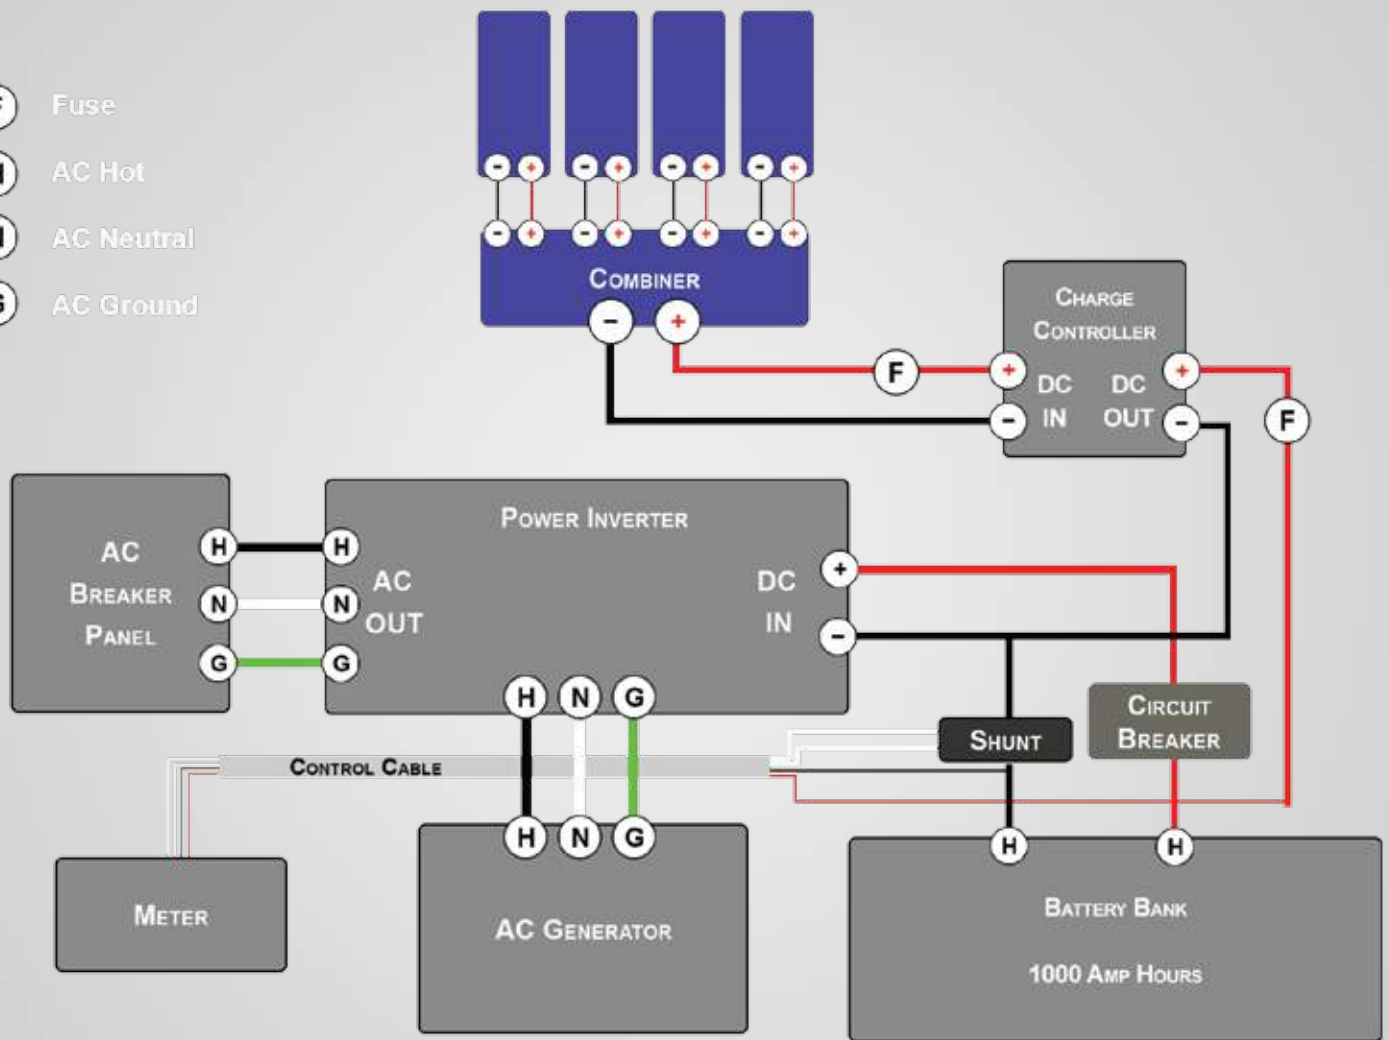 F Fuse
H AC Hot
N AC Neutral
G AC Ground
- + - + - + - +
- + - + - + - +
COMBINER
- +
CHARGE
CONTROLLER
F
+ DC DC +
- IN OUT -
F
POWER INVERTER
AC
BREAKER
PANEL
H H
N N
G G
AC
OUT
DC
IN
+
-
H N G
CIRCUIT
BREAKER
SHUNT
CONTROL CABLE
H N G
H H
METER
AC GENERATOR
BATTERY BANK
1000 AMP HOURS